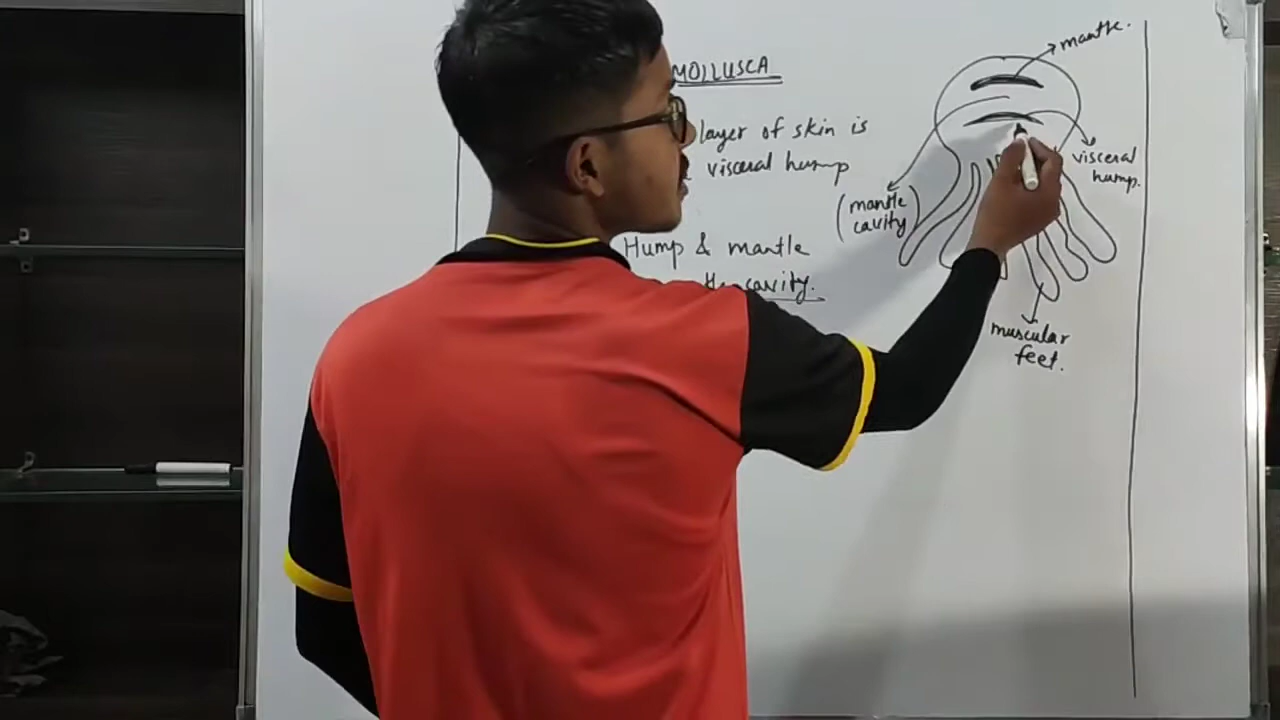 MOLLUSCA
layer of skin is
visceral hump
Hump & mantle
cavity.
mantle.
visceral
hump.
(mantle
cavity)
muscular
feet.